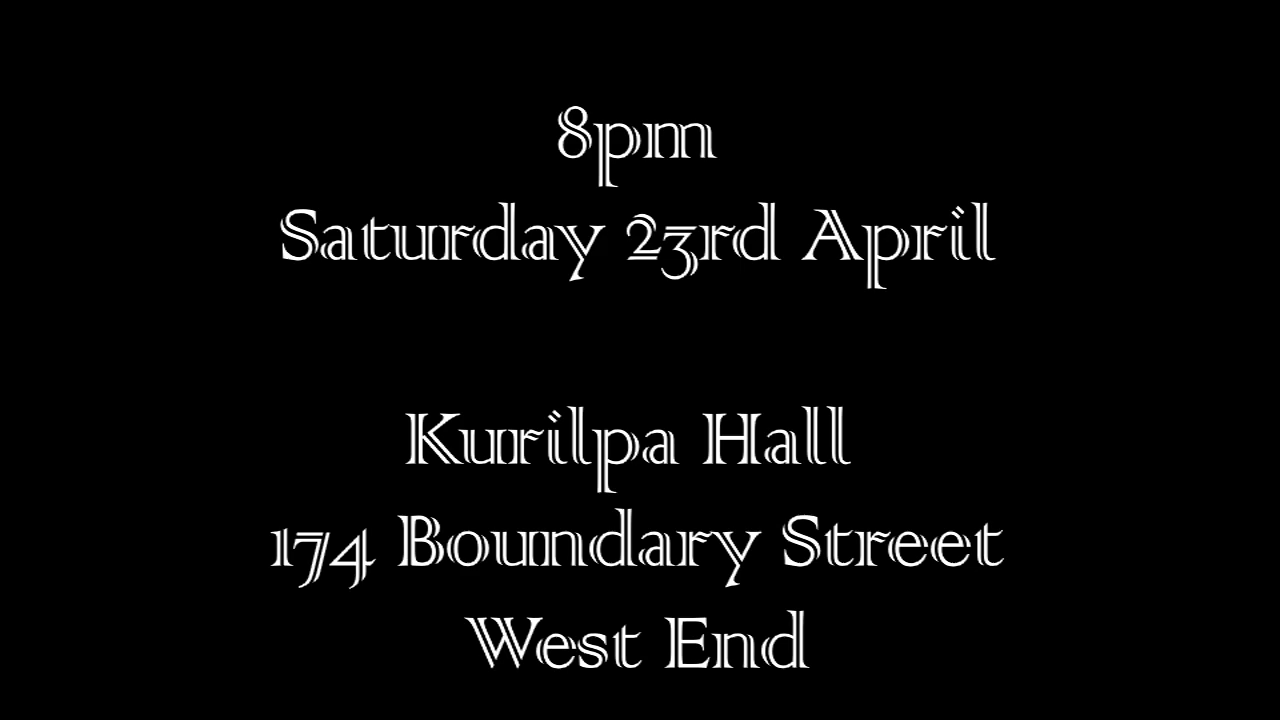 8pm
Saturday 23rd April
Kurilpa Hall
174 Boundary Street
West End